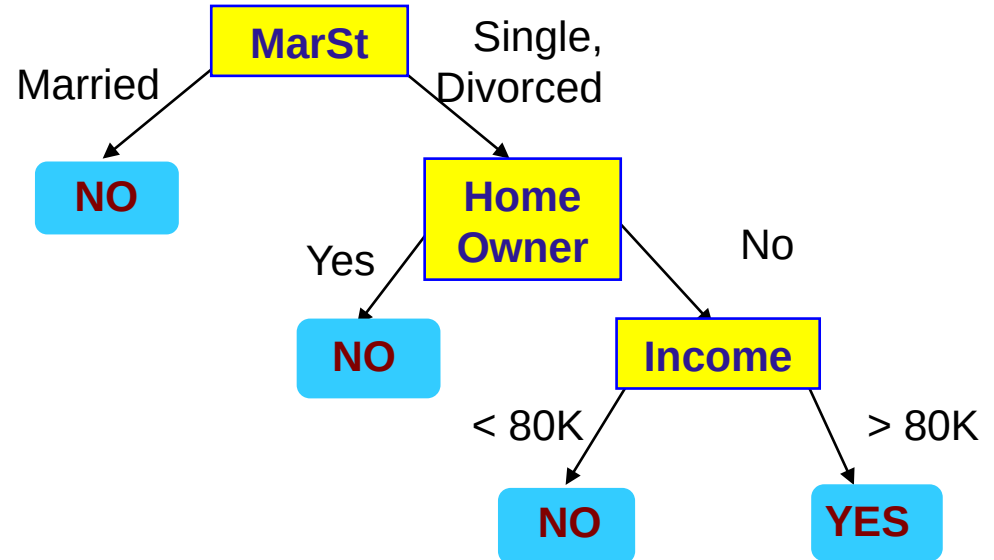 MarSt
Single,
Divorced
Married
NO
Home
Owner
Yes
No
NO
Income
< 80K
> 80K
NO
YES